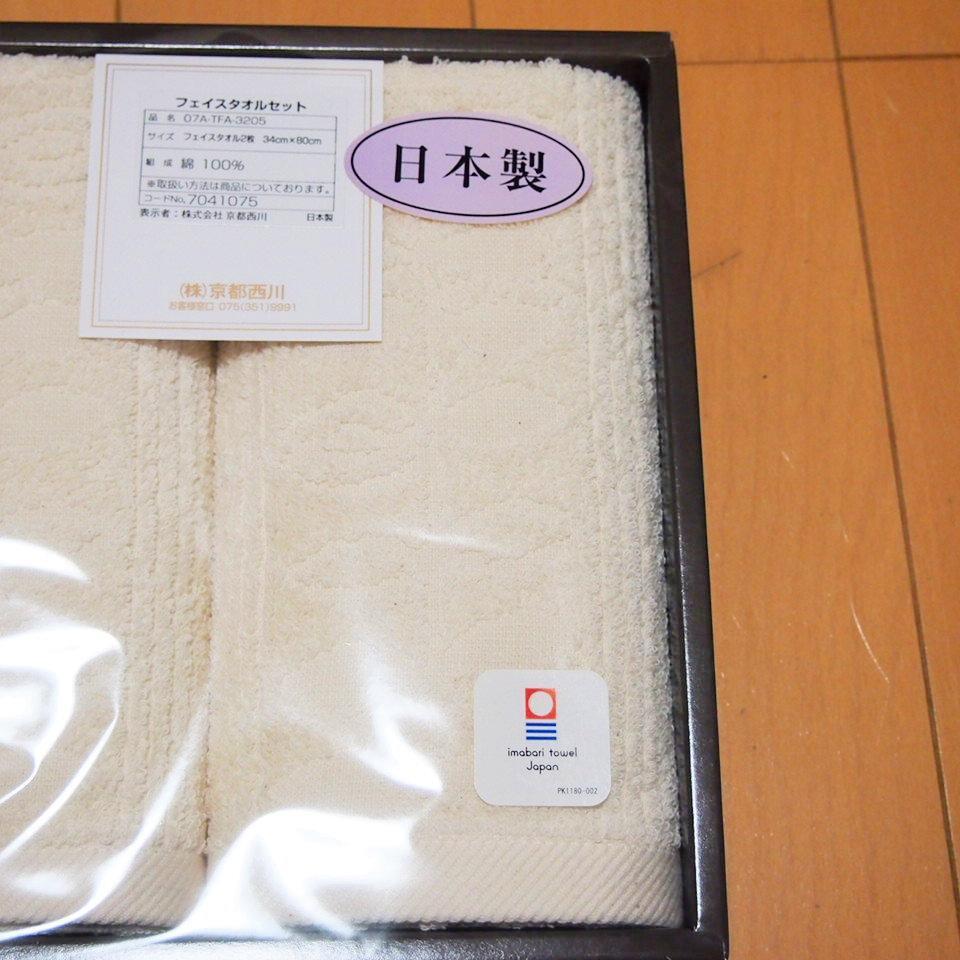 フェイスタオルセット
品 名 07A-TFA-3205
サイズ フェイスタオル2枚 34cm×80cm
組 成 綿 100%
※取扱い方法は商品についております。
コードNo. 7041075
表示者：株式会社 京都西川 日本製
(株)京都西川
お客様窓口 075(351)9991
日本製
imabari towel
Japan
PK1180-002